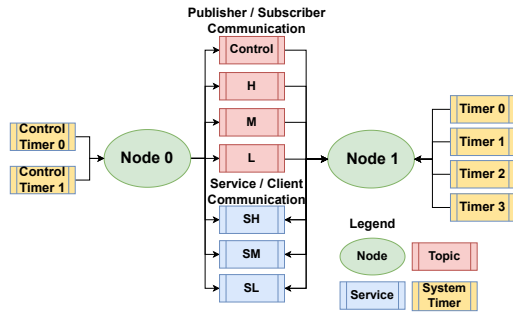 Publisher / Subscriber
Communication
Control
H
M
L
Control
Timer 0
Control
Timer 1
Node 0
Node 1
Timer 0
Timer 1
Timer 2
Timer 3
Service / Client
Communication
SH
SM
SL
Legend
Node
Topic
Service
System
Timer